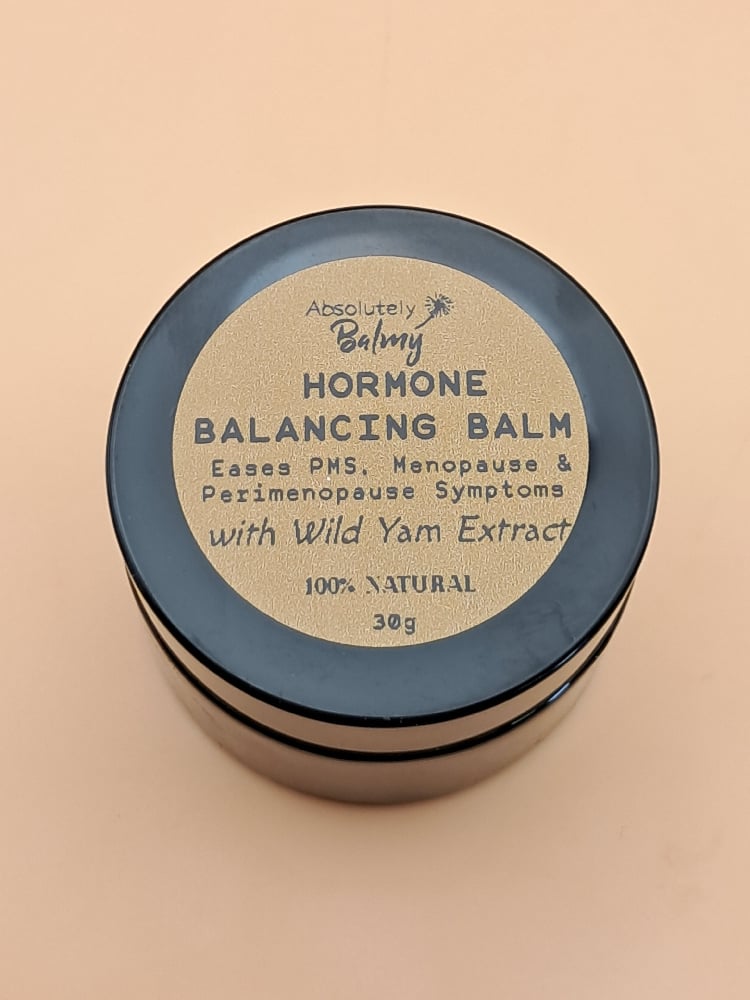 Absolutely
Balmy
HORMONE
BALANCING BALM
Eases PMS, Menopause &
Perimenopause Symptoms
with Wild Yam Extract
100% NATURAL
30g